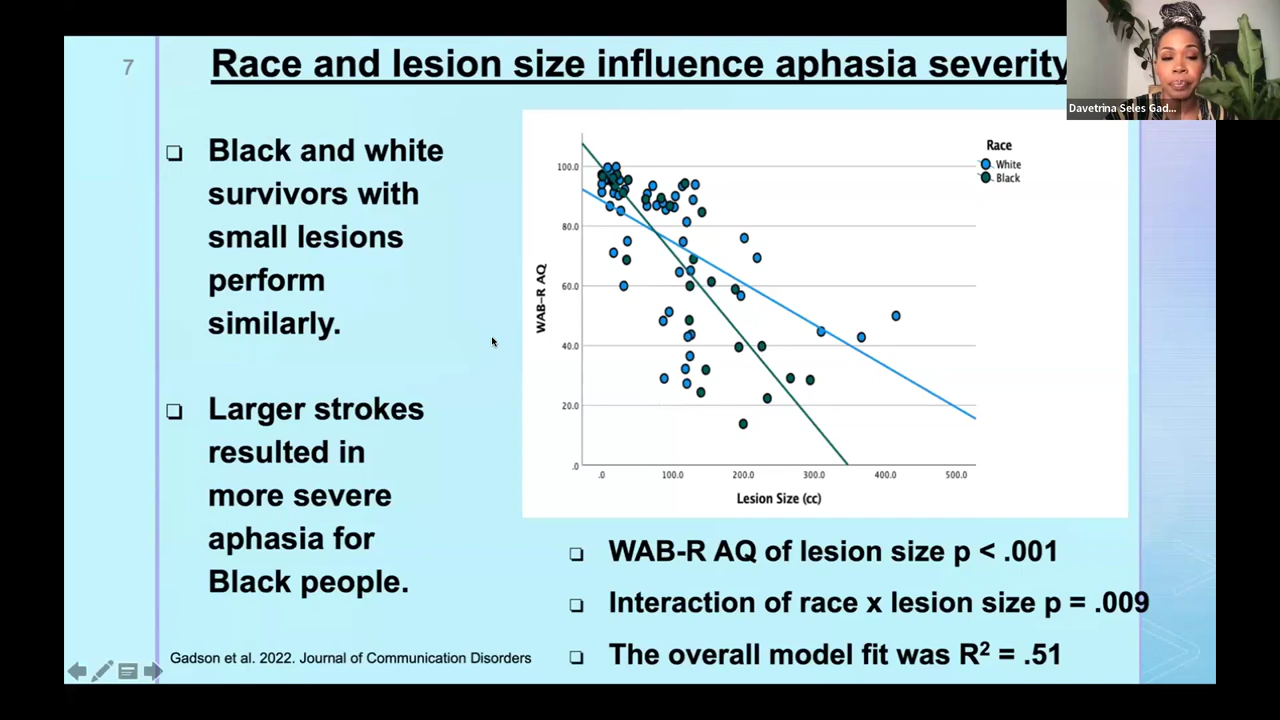 7
Race and lesion size influence aphasia severity
Davetrina Seles Gad...
❑ Black and white
survivors with
small lesions
perform
similarly.
❑ Larger strokes
resulted in
more severe
aphasia for
Black people.
Race
White
Black
WAB-R AQ
100.0
80.0
60.0
40.0
20.0
.0
.0 100.0 200.0 300.0 400.0 500.0
Lesion Size (cc)
❑ WAB-R AQ of lesion size p < .001
❑ Interaction of race x lesion size p = .009
❑ The overall model fit was R² = .51
Gadson et al. 2022. Journal of Communication Disorders